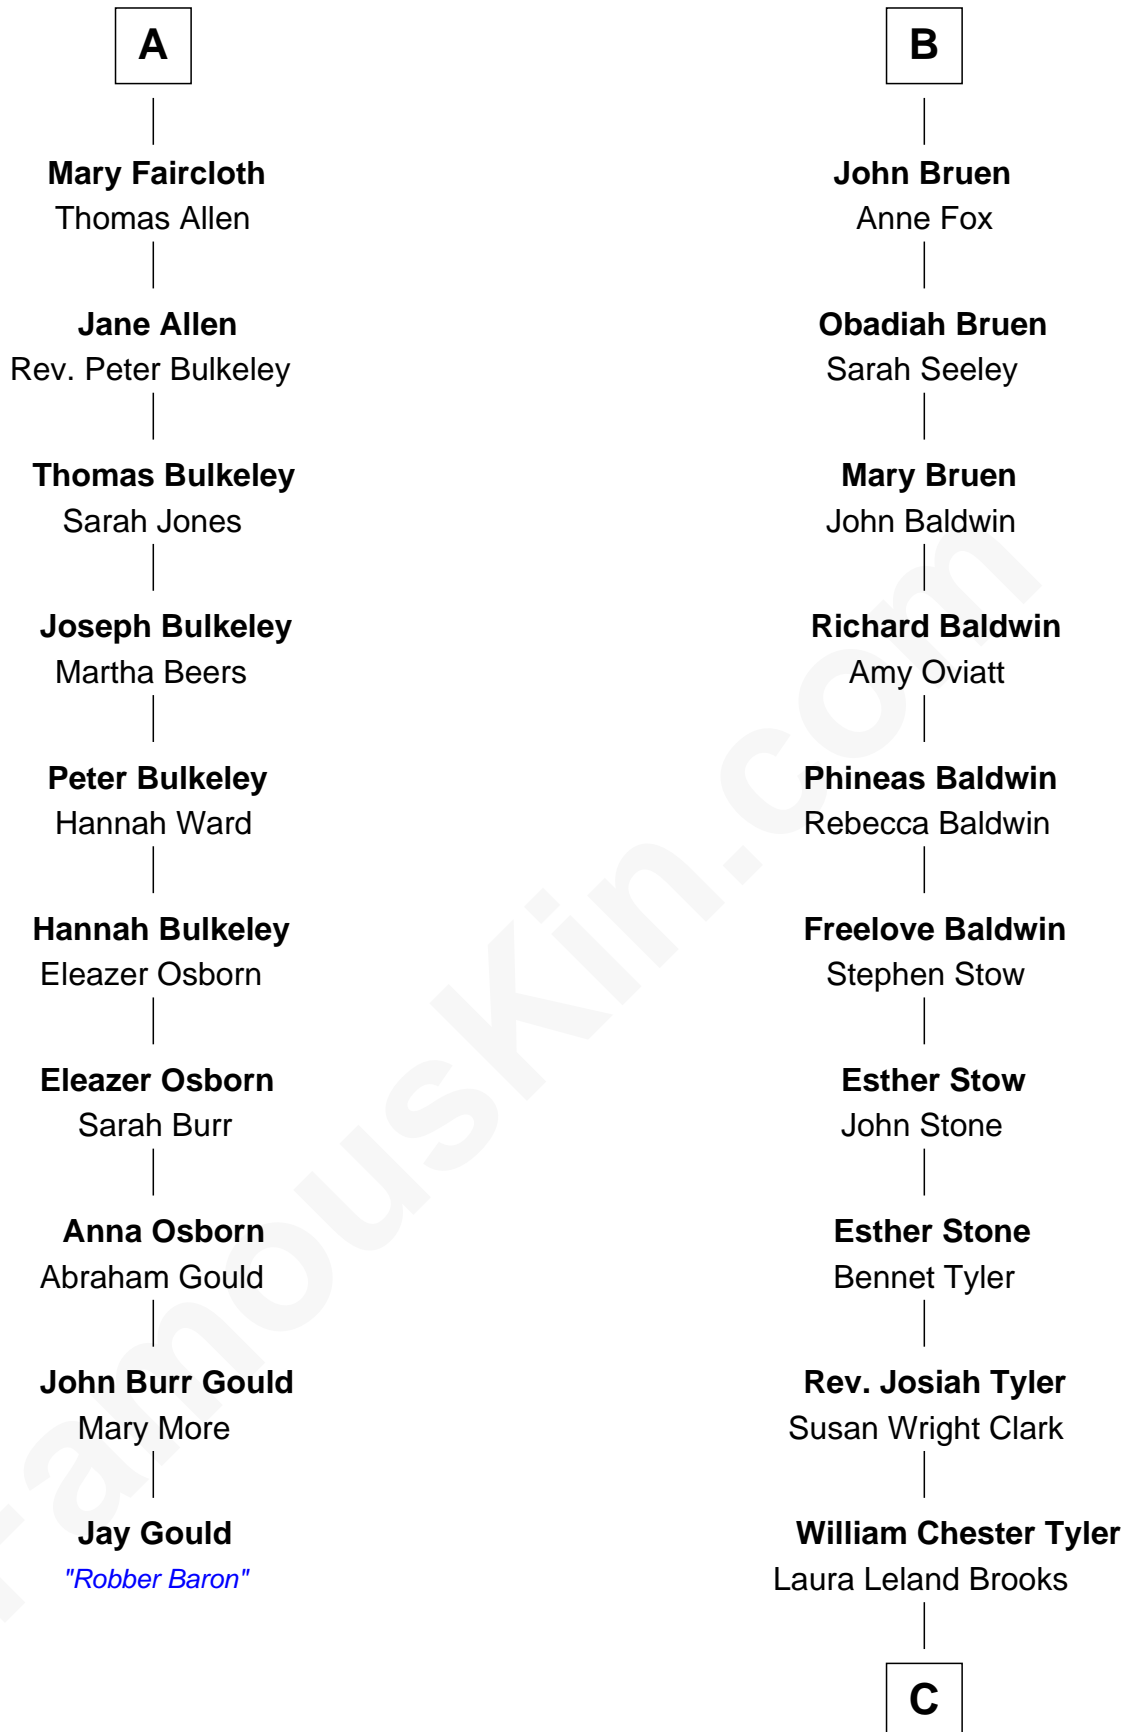 A
Mary Faircloth
Thomas Allen
Jane Allen
Rev. Peter Bulkeley
Thomas Bulkeley
Sarah Jones
Joseph Bulkeley
Martha Beers
Peter Bulkeley
Hannah Ward
Hannah Bulkeley
Eleazer Osborn
Eleazer Osborn
Sarah Burr
Anna Osborn
Abraham Gould
John Burr Gould
Mary More
Jay Gould
"Robber Baron"
B
John Bruen
Anne Fox
Obadiah Bruen
Sarah Seeley
Mary Bruen
John Baldwin
Richard Baldwin
Amy Oviatt
Phineas Baldwin
Rebecca Baldwin
Freelove Baldwin
Stephen Stow
Esther Stow
John Stone
Esther Stone
Bennet Tyler
Rev. Josiah Tyler
Susan Wright Clark
William Chester Tyler
Laura Leland Brooks
C
FamousKin.com